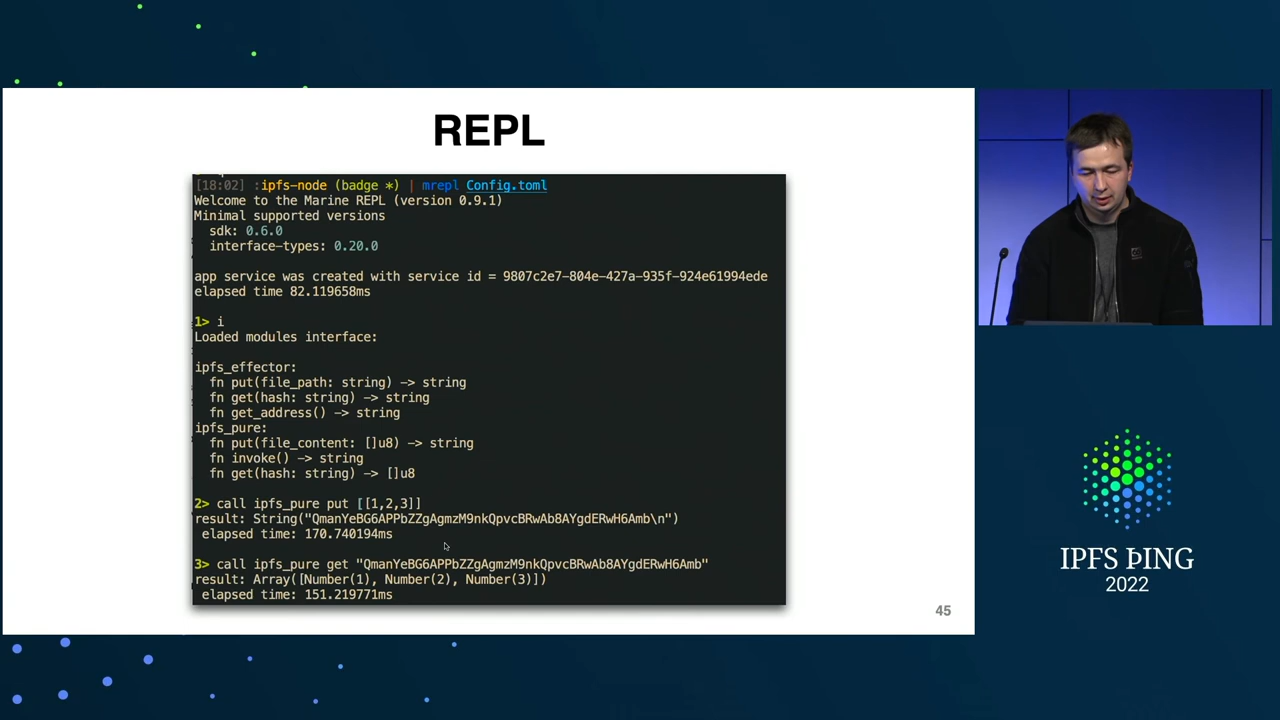 REPL
[18:02] :ipfs-node (badge *) | mrepl Config.toml
Welcome to the Marine REPL (version 0.9.1)
Minimal supported versions
  sdk: 0.6.0
  interface-types: 0.20.0
app service was created with service id = 9807c2e7-804e-427a-935f-924e61994ede
elapsed time 82.119658ms
1> i
Loaded modules interface:
ipfs_effector:
  fn put(file_path: string) -> string
  fn get(hash: string) -> string
  fn get_address() -> string
ipfs_pure:
  fn put(file_content: []u8) -> string
  fn invoke() -> string
  fn get(hash: string) -> []u8
2> call ipfs_pure put [[1,2,3]]
result: String("QmanYeBG6APPbZZgAgmzM9nkQpvcBRwAb8AYgdERwH6Amb\n")
 elapsed time: 170.740194ms
3> call ipfs_pure get "QmanYeBG6APPbZZgAgmzM9nkQpvcBRwAb8AYgdERwH6Amb"
result: Array([Number(1), Number(2), Number(3)])
 elapsed time: 151.219771ms
45
IPFS ÞING
2022